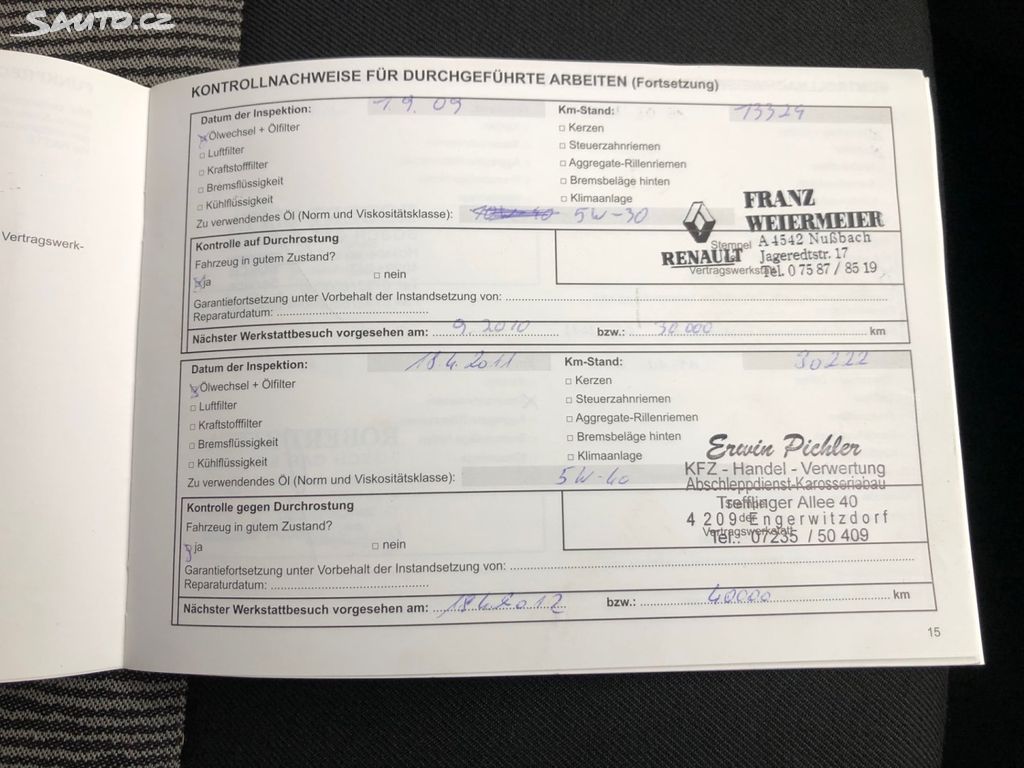 Sauto.cz
Vertragswerk-
KONTROLLNACHWEISE FÜR DURCHGEFÜHRTE ARBEITEN (Fortsetzung)
Datum der Inspektion: 1.9.09 Km-Stand: 13329
Ölwechsel + Ölfilter □ Kerzen
□ Luftfilter □ Steuerzahnriemen
□ Kraftstofffilter □ Aggregate-Rillenriemen
□ Bremsflüssigkeit □ Bremsbeläge hinten
□ Kühlflüssigkeit □ Klimaanlage
Zu verwendendes Öl (Norm und Viskositätsklasse): 5W-30
FRANZ
WEIERMEIER
A 4542 Nußbach
Jageredtstr. 17
Tel. 0 75 87 / 85 19
RENAULT
Stempel
Vertragswerkstatt
Kontrolle auf Durchrostung
Fahrzeug in gutem Zustand?
ja □ nein
Garantiefortsetzung unter Vorbehalt der Instandsetzung von:
Reparaturdatum:
Nächster Werkstattbesuch vorgesehen am: 9.2010 bzw.: 30 000 km
Datum der Inspektion: 18.4.2011 Km-Stand: 30222
Ölwechsel + Ölfilter □ Kerzen
□ Luftfilter □ Steuerzahnriemen
□ Kraftstofffilter □ Aggregate-Rillenriemen
□ Bremsflüssigkeit □ Bremsbeläge hinten
□ Kühlflüssigkeit □ Klimaanlage
Zu verwendendes Öl (Norm und Viskositätsklasse): 5W-40
Erwin Pichler
KFZ - Handel - Verwertung
Abschleppdienst-Karosseriebau
Trefflinger Allee 40
4209 Engerwitzdorf
Tel.: 07235 / 50 409
der
Vertragswerkstatt
Kontrolle gegen Durchrostung
Fahrzeug in gutem Zustand?
ja □ nein
Garantiefortsetzung unter Vorbehalt der Instandsetzung von:
Reparaturdatum:
Nächster Werkstattbesuch vorgesehen am: 18.4.2012 bzw.: 40000 km
15